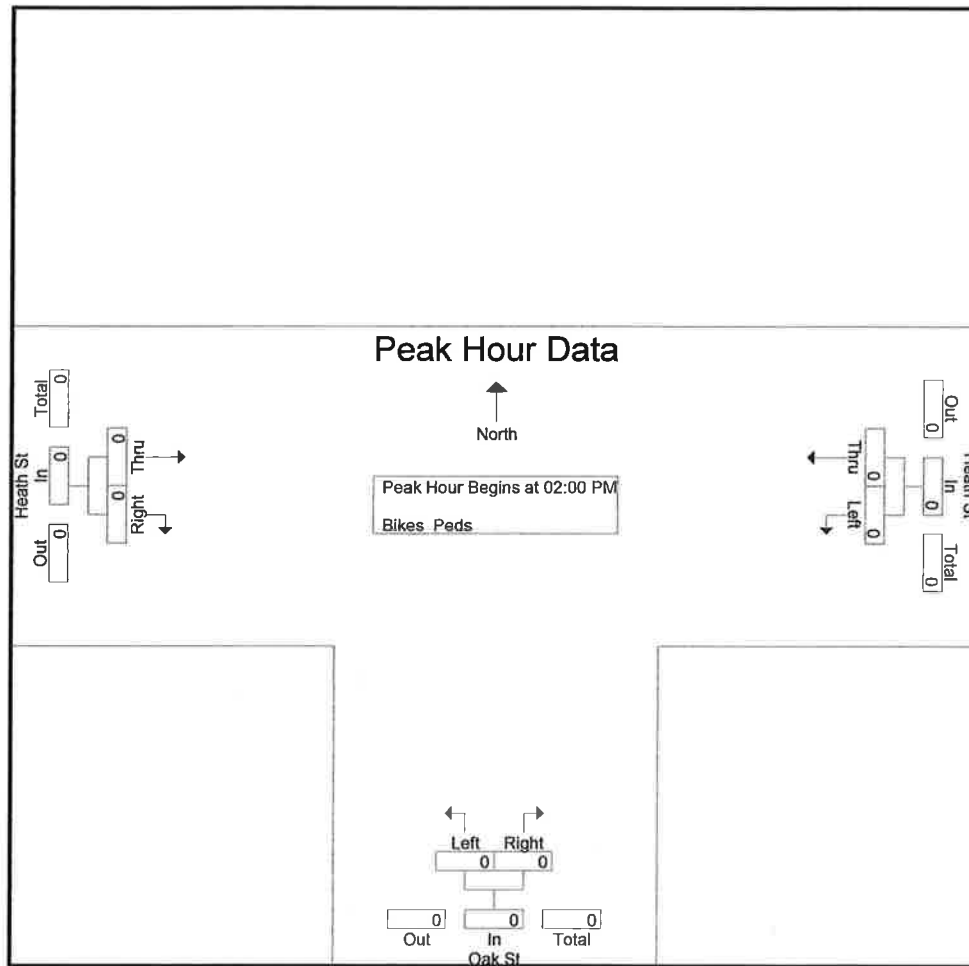 Peak Hour Data
North
Peak Hour Begins at 02:00 PM
Bikes Peds
Heath St
Total
0
In
0
Out
0
0
Thru
0
Right
Out
0
In
0
Total
0
Thru
0
Left
0
Left Right
0 0
0 0 0
Out In Total
Oak St